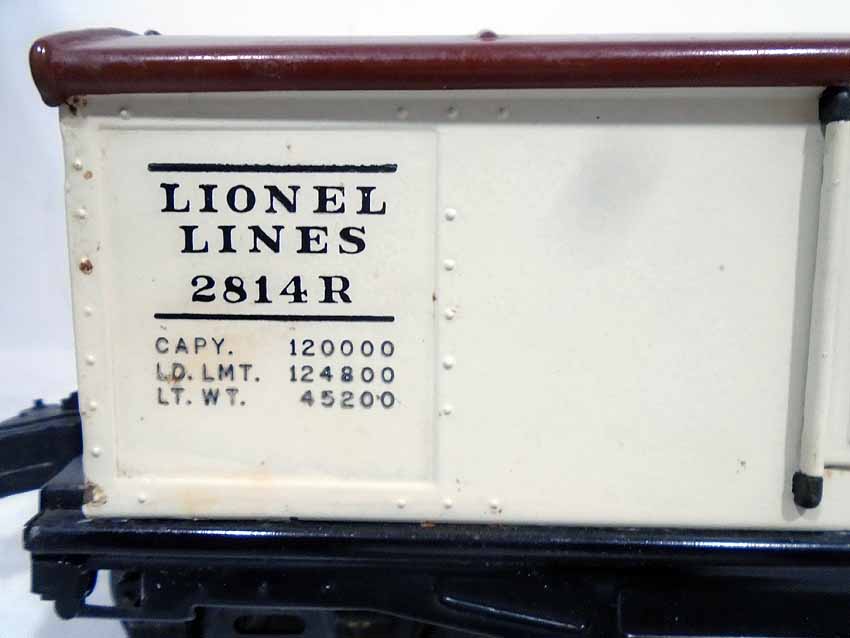 LIONEL
LINES
2814R
CAPY. 120000
LD. LMT. 124800
LT. WT. 45200